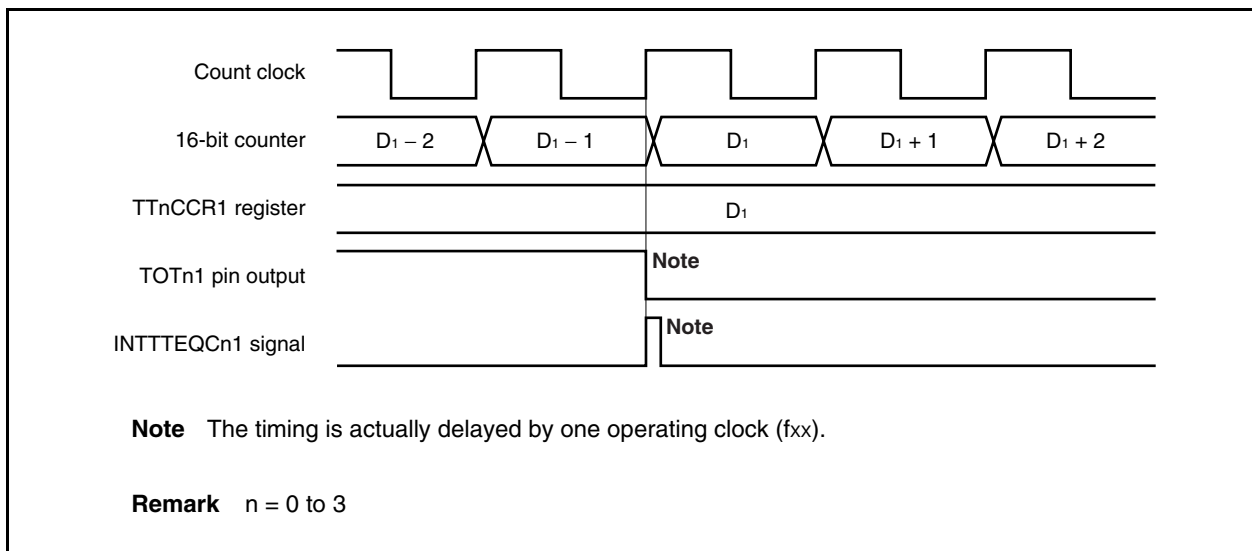 Count clock
16-bit counter D1 – 2 D1 – 1 D1 D1 + 1 D1 + 2
TTnCCR1 register D1
TOTn1 pin output Note
INTTTEQCn1 signal Note
Note The timing is actually delayed by one operating clock (fxx).
Remark n = 0 to 3